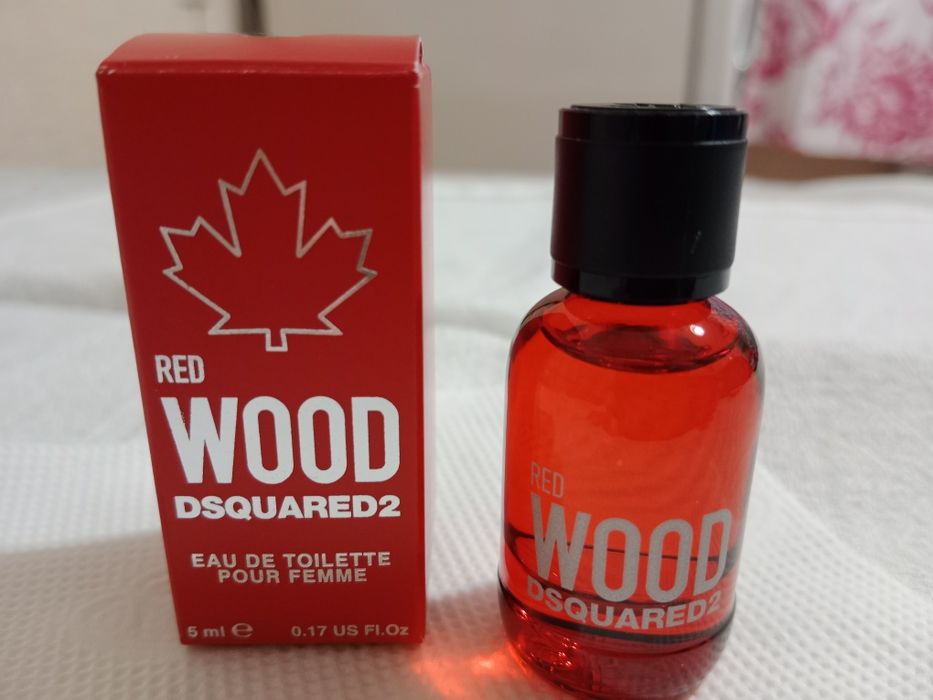 RED
WOOD
DSQUARED2
EAU DE TOILETTE
POUR FEMME
5 ml ℮ 0.17 US Fl.Oz
RED
WOOD
DSQUARED2